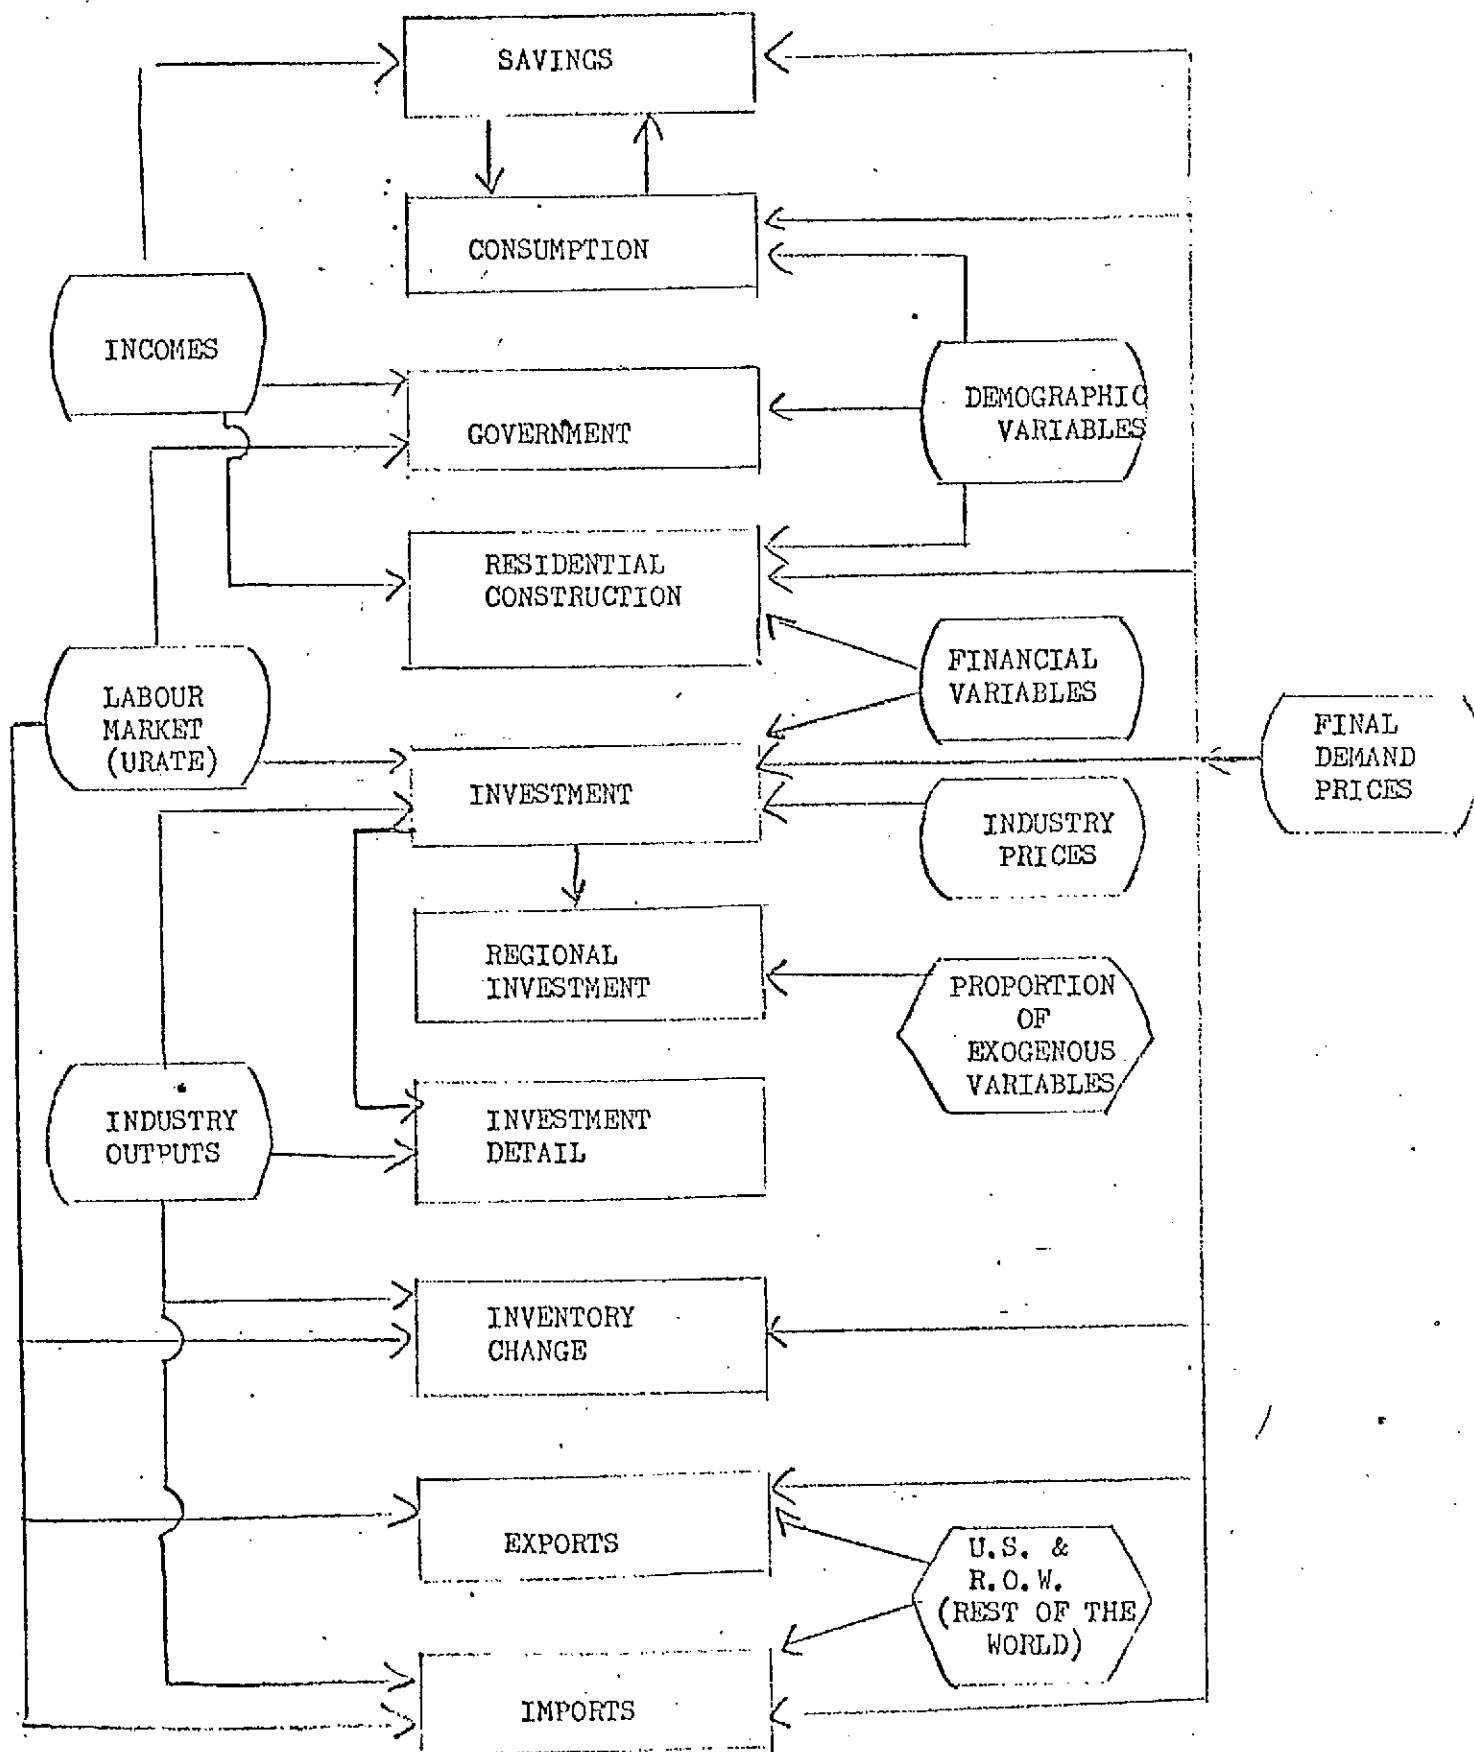 SAVINGS
CONSUMPTION
INCOMES
DEMOGRAPHIC
VARIABLES
GOVERNMENT
RESIDENTIAL
CONSTRUCTION
LABOUR
MARKET
(URATE)
FINANCIAL
VARIABLES
FINAL
DEMAND
PRICES
INVESTMENT
INDUSTRY
PRICES
REGIONAL
INVESTMENT
PROPORTION
OF
EXOGENOUS
VARIABLES
INDUSTRY
OUTPUTS
INVESTMENT
DETAIL
INVENTORY
CHANGE
EXPORTS
U.S. &
R.O.W.
(REST OF THE
WORLD)
IMPORTS